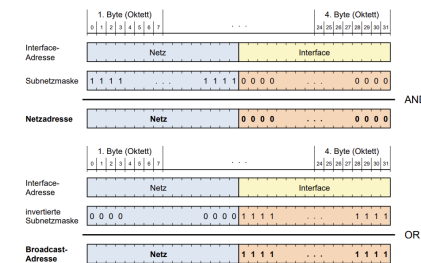 1. Byte (Oktett) 4. Byte (Oktett)
0 1 2 3 4 5 6 7 . . . 24 25 26 27 28 29 30 31
Interface-
Adresse
Netz Interface
Subnetzmaske 1 1 1 1 . . . 1 1 1 1 0 0 0 0 . . . 0 0 0 0
AND
Netzadresse Netz 0 0 0 0 . . . 0 0 0 0
1. Byte (Oktett) 4. Byte (Oktett)
0 1 2 3 4 5 6 7 . . . 24 25 26 27 28 29 30 31
Interface-
Adresse
Netz Interface
invertierte
Subnetzmaske
0 0 0 0 0 0 0 0 1 1 1 1 . . . 1 1 1 1
OR
Broadcast-
Adresse
Netz 1 1 1 1 . . . 1 1 1 1